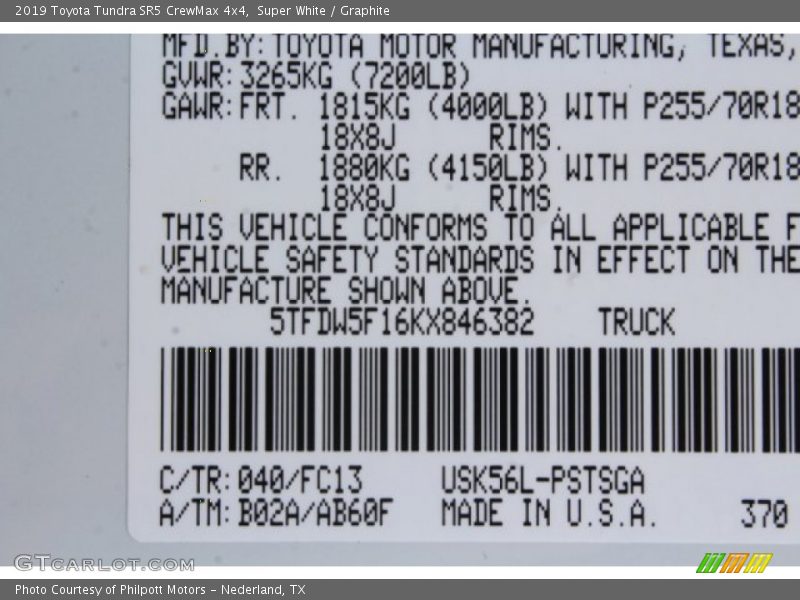 2019 Toyota Tundra SR5 CrewMax 4x4, Super White / Graphite
MFD.BY:TOYOTA MOTOR MANUFACTURING, TEXAS,
GVWR:3265KG (7200LB)
GAWR:FRT. 1815KG (4000LB) WITH P255/70R18
18X8J RIMS.
RR. 1880KG (4150LB) WITH P255/70R18
18X8J RIMS.
THIS VEHICLE CONFORMS TO ALL APPLICABLE F
VEHICLE SAFETY STANDARDS IN EFFECT ON THE
MANUFACTURE SHOWN ABOVE.
5TFDW5F16KX846382 TRUCK
C/TR:040/FC13 USK56L-PSTSGA
A/TM:B02A/AB60F MADE IN U.S.A. 370
GTCARLOT.COM
Photo Courtesy of Philpott Motors - Nederland, TX